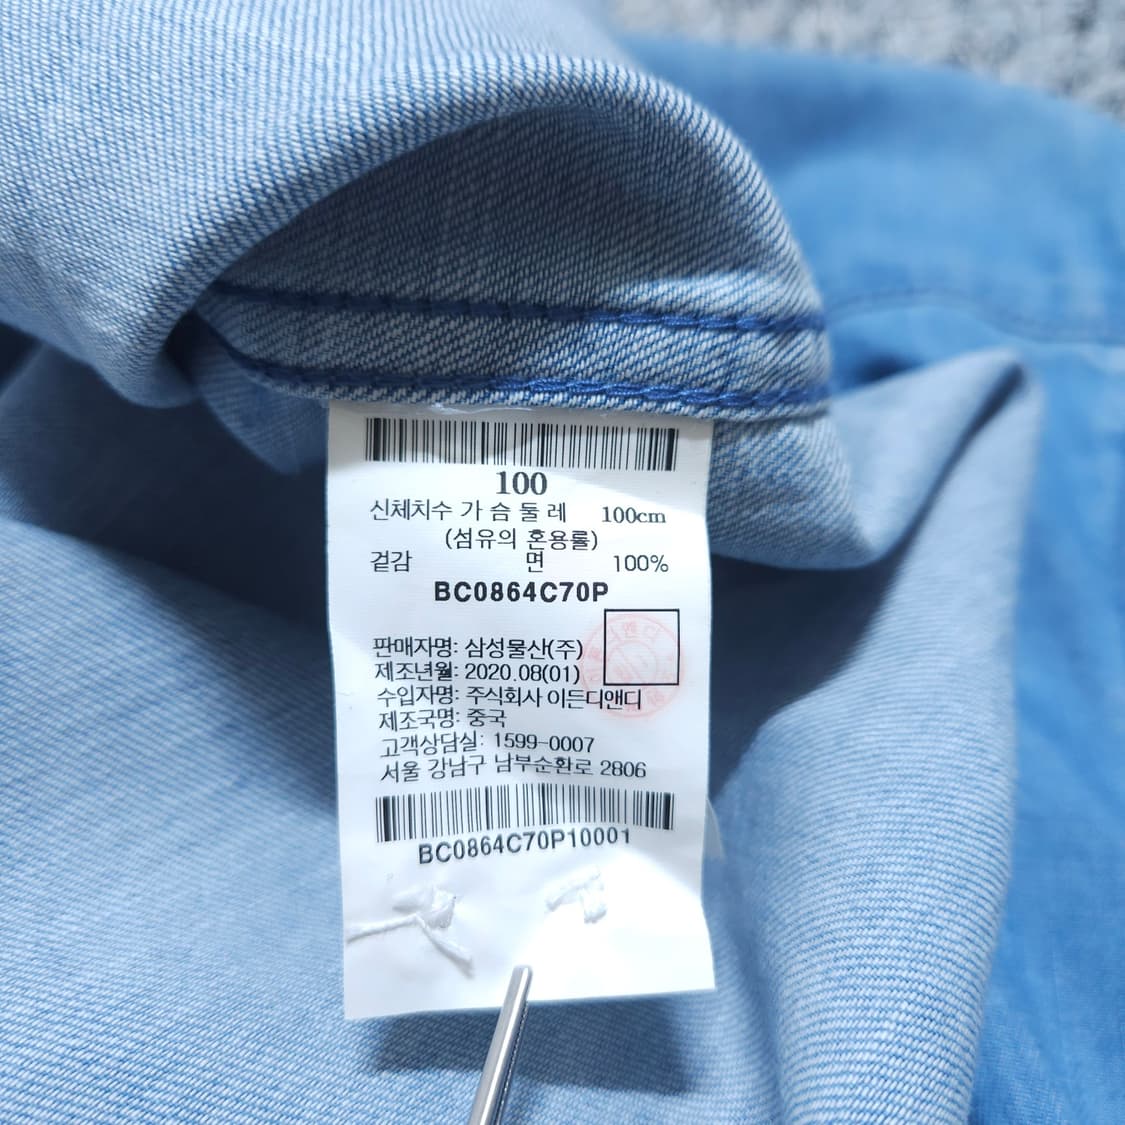 100
신체치수 가 슴 둘 레 100cm
(섬유의 혼용률)
겉감 면 100%
BC0864C70P
판매자명: 삼성물산(주)
제조년월: 2020.08(01)
수입자명: 주식회사 이든디앤디
제조국명: 중국
고객상담실: 1599-0007
서울 강남구 남부순환로 2806
BC0864C70P10001